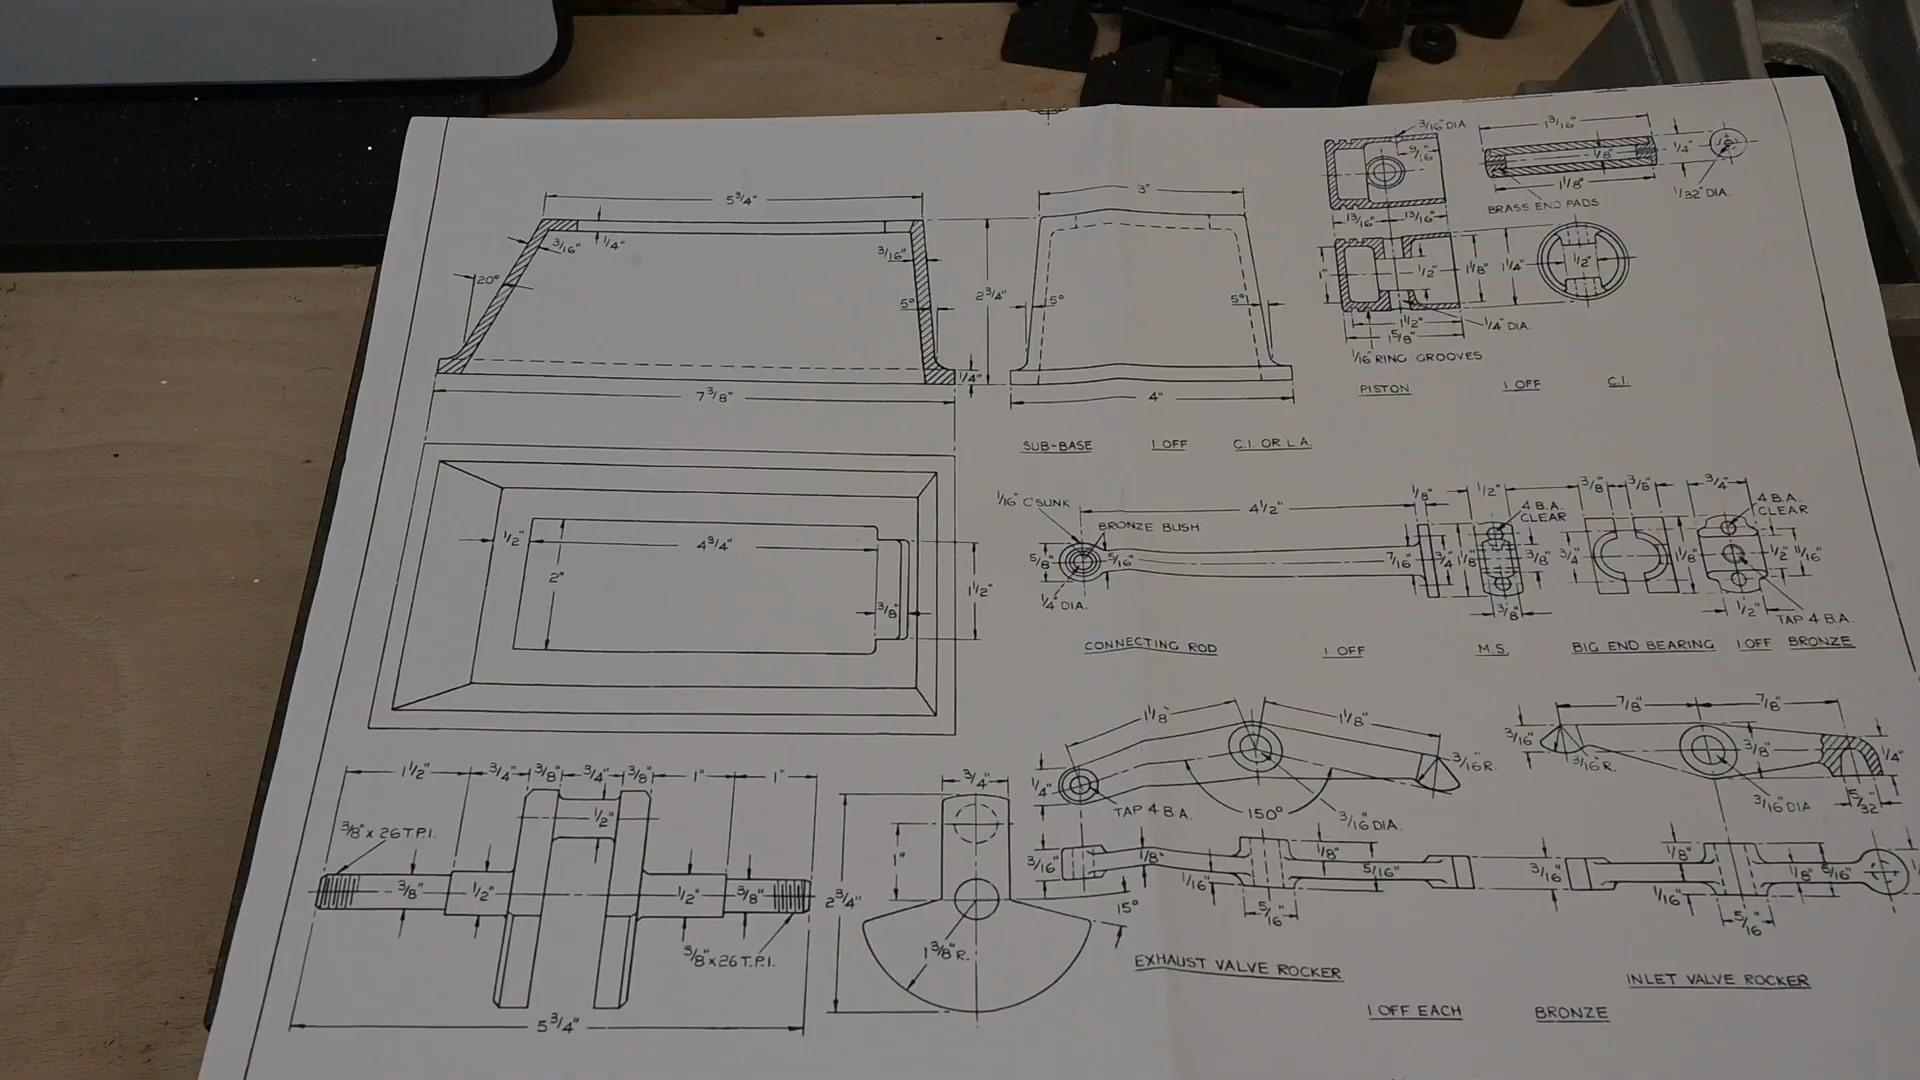 5 3/4"
3/16"
1/4"
3/16"
20°
5°
2 3/4"
1/4"
7 3/8"
3"
5°
5°
4"
SUB-BASE 1 OFF C.I. OR L.A.
3/16" DIA
9/16"
13/16" 13/16"
1 3/16"
1/8"
1/4"
1 1/8"
1/32" DIA.
BRASS END PADS
1"
1/2"
1 1/8"
1 1/4"
1/2"
1 1/2"
1 5/8"
1/4" DIA.
1/16" RING GROOVES
PISTON 1 OFF C.I.
1/2"
4 3/4"
2"
3/8"
1 1/2"
1/16" C'SUNK
BRONZE BUSH
4 1/2"
1/8"
1/2"
5/8"
5/16"
1/4" DIA.
7/16"
3/4"
1 1/8"
4 B.A.
CLEAR
3/8"
3/8"
CONNECTING ROD 1 OFF M.S.
3/8" 3/8"
3/4"
4 B.A.
CLEAR
3/4"
1 1/8"
1/2"
11/16"
1/2"
TAP 4 B.A.
BIG END BEARING 1 OFF BRONZE
1 1/2" 3/4" 3/8" 3/4" 3/8" 1" 1"
3/8" x 26 T.P.I.
1/2"
3/8"
1/2"
1/2"
3/8"
3/8" x 26 T.P.I.
5 3/4"
3/4"
1"
2 3/4"
1 3/8" R.
15°
1 1/8" 1 1/8"
1/4"
TAP 4 B.A.
150°
3/16" DIA.
3/16" R.
3/16"
1/8"
1/16"
1/8"
5/16"
5/16"
EXHAUST VALVE ROCKER
7/8" 7/8"
3/16"
3/16" R.
3/8"
1/4"
3/16" DIA
5/32"
3/16"
1/8"
1/16"
1/8"
5/16"
5/16"
INLET VALVE ROCKER
1 OFF EACH BRONZE